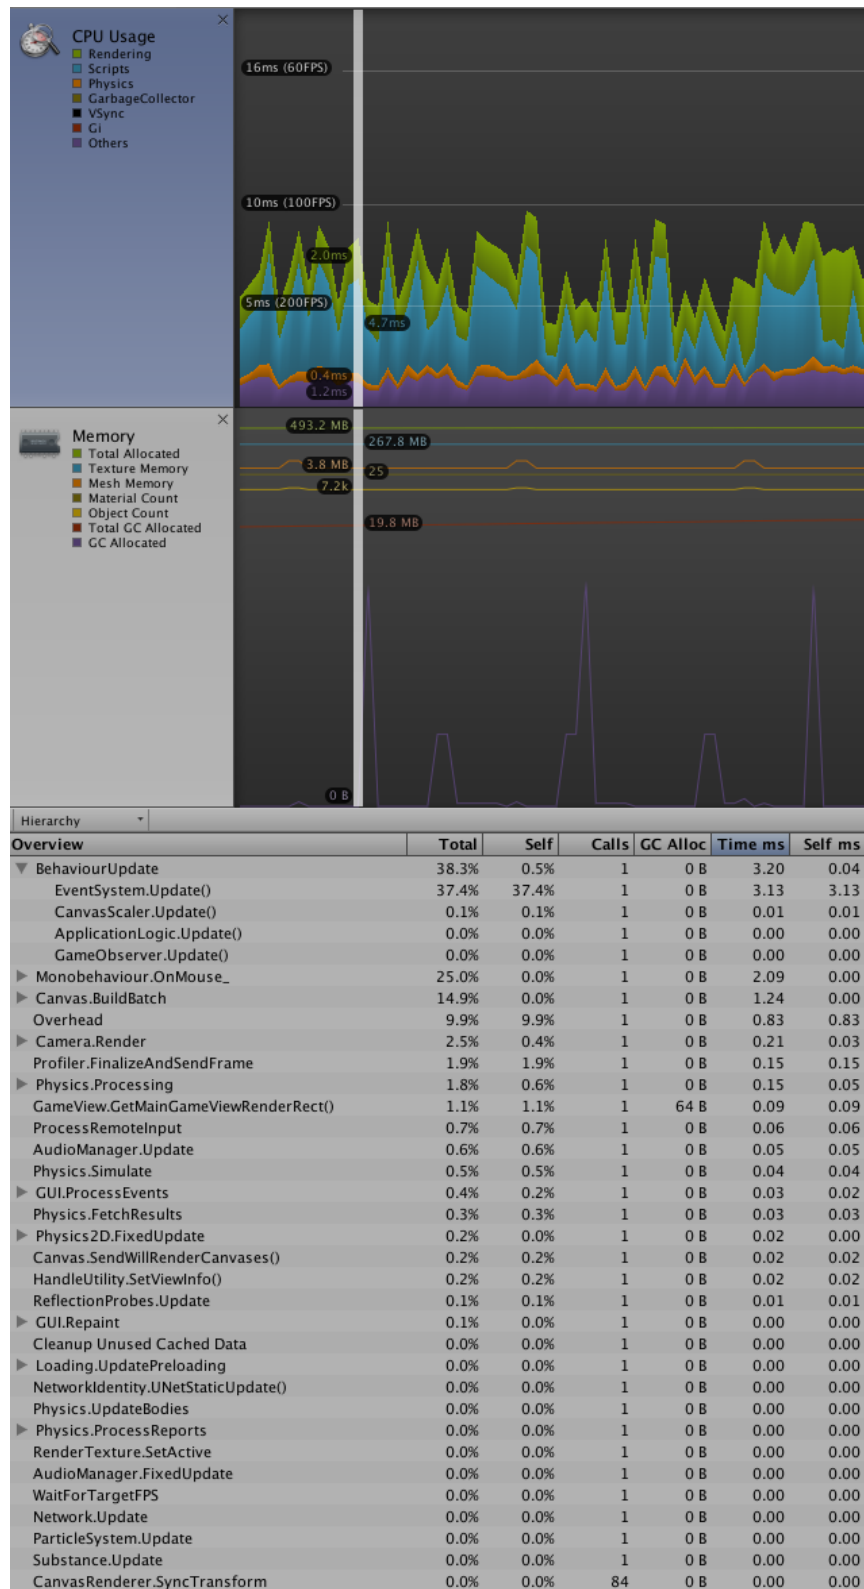 CPU Usage
Rendering
Scripts
Physics
GarbageCollector
VSync
Gi
Others
16ms (60FPS)
10ms (100FPS)
2.0ms
5ms (200FPS)
4.7ms
0.4ms
1.2ms
Memory
Total Allocated
Texture Memory
Mesh Memory
Material Count
Object Count
Total GC Allocated
GC Allocated
493.2 MB
267.8 MB
3.8 MB
25
7.2k
19.8 MB
0 B
Hierarchy
Overview Total Self Calls GC Alloc Time ms Self ms
BehaviourUpdate 38.3% 0.5% 1 0 B 3.20 0.04
EventSystem.Update() 37.4% 37.4% 1 0 B 3.13 3.13
CanvasScaler.Update() 0.1% 0.1% 1 0 B 0.01 0.01
ApplicationLogic.Update() 0.0% 0.0% 1 0 B 0.00 0.00
GameObserver.Update() 0.0% 0.0% 1 0 B 0.00 0.00
Monobehaviour.OnMouse_ 25.0% 0.0% 1 0 B 2.09 0.00
Canvas.BuildBatch 14.9% 0.0% 1 0 B 1.24 0.00
Overhead 9.9% 9.9% 1 0 B 0.83 0.83
Camera.Render 2.5% 0.4% 1 0 B 0.21 0.03
Profiler.FinalizeAndSendFrame 1.9% 1.9% 1 0 B 0.15 0.15
Physics.Processing 1.8% 0.6% 1 0 B 0.15 0.05
GameView.GetMainGameViewRenderRect() 1.1% 1.1% 1 64 B 0.09 0.09
ProcessRemoteInput 0.7% 0.7% 1 0 B 0.06 0.06
AudioManager.Update 0.6% 0.6% 1 0 B 0.05 0.05
Physics.Simulate 0.5% 0.5% 1 0 B 0.04 0.04
GUI.ProcessEvents 0.4% 0.2% 1 0 B 0.03 0.02
Physics.FetchResults 0.3% 0.3% 1 0 B 0.03 0.03
Physics2D.FixedUpdate 0.2% 0.0% 1 0 B 0.02 0.00
Canvas.SendWillRenderCanvases() 0.2% 0.2% 1 0 B 0.02 0.02
HandleUtility.SetViewInfo() 0.2% 0.2% 1 0 B 0.02 0.02
ReflectionProbes.Update 0.1% 0.1% 1 0 B 0.01 0.01
GUI.Repaint 0.1% 0.0% 1 0 B 0.00 0.00
Cleanup Unused Cached Data 0.0% 0.0% 1 0 B 0.00 0.00
Loading.UpdatePreloading 0.0% 0.0% 1 0 B 0.00 0.00
NetworkIdentity.UNetStaticUpdate() 0.0% 0.0% 1 0 B 0.00 0.00
Physics.UpdateBodies 0.0% 0.0% 1 0 B 0.00 0.00
Physics.ProcessReports 0.0% 0.0% 1 0 B 0.00 0.00
RenderTexture.SetActive 0.0% 0.0% 1 0 B 0.00 0.00
AudioManager.FixedUpdate 0.0% 0.0% 1 0 B 0.00 0.00
WaitForTargetFPS 0.0% 0.0% 1 0 B 0.00 0.00
Network.Update 0.0% 0.0% 1 0 B 0.00 0.00
ParticleSystem.Update 0.0% 0.0% 1 0 B 0.00 0.00
Substance.Update 0.0% 0.0% 1 0 B 0.00 0.00
CanvasRenderer.SyncTransform 0.0% 0.0% 84 0 B 0.00 0.00